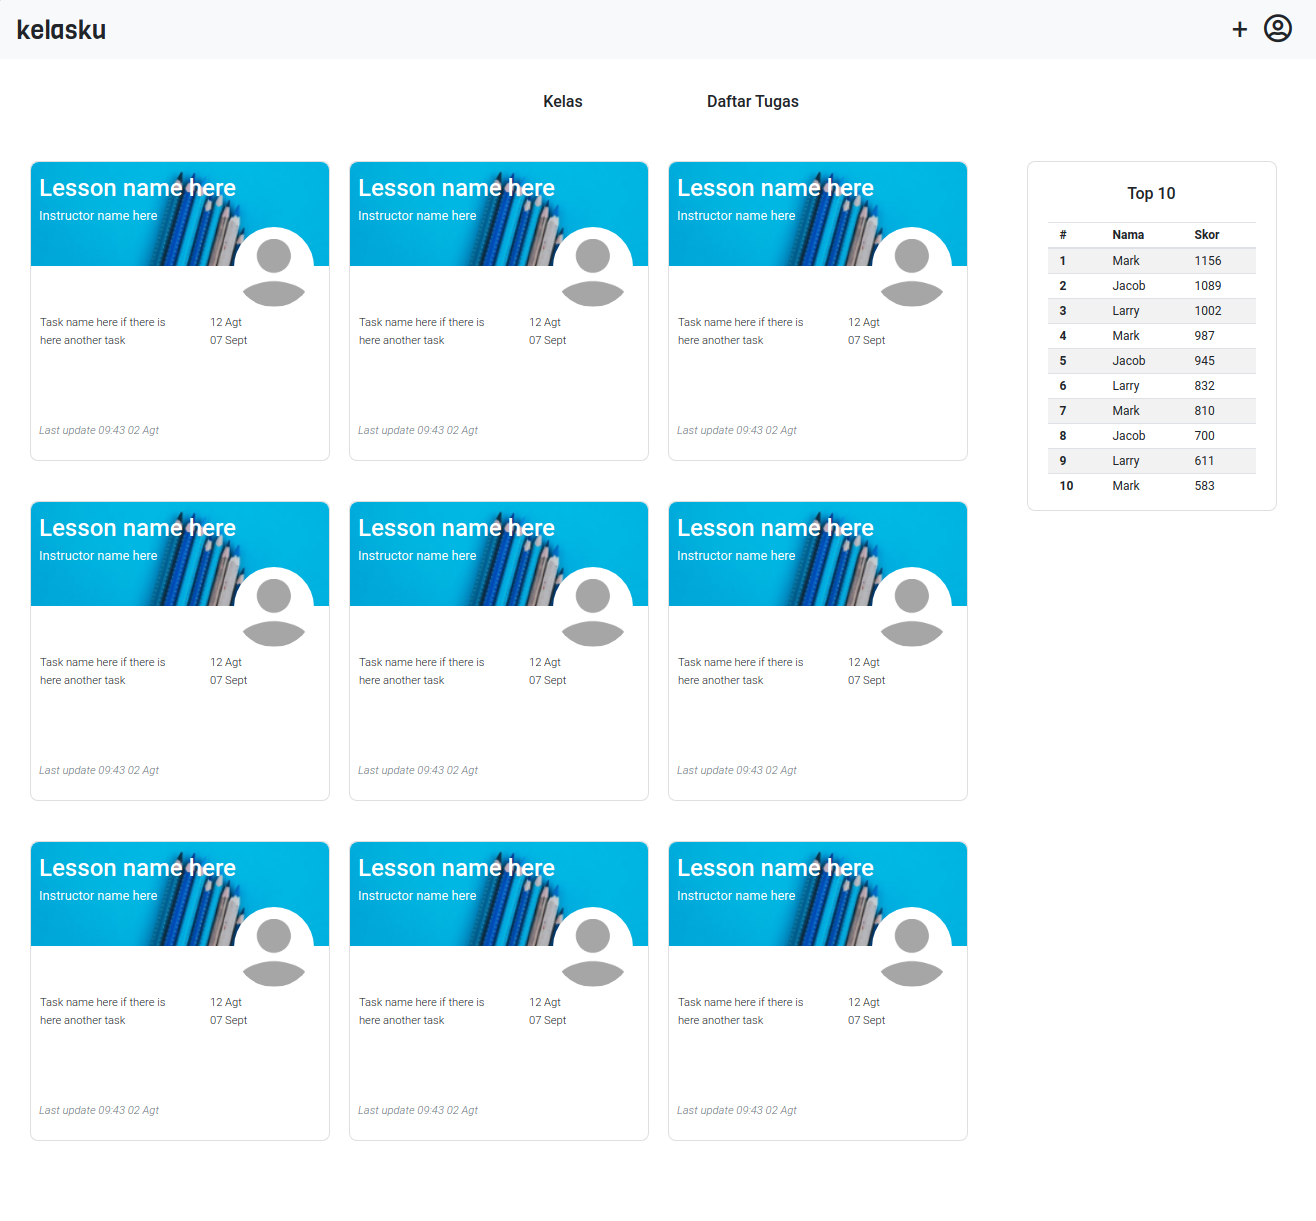 kelasku
Kelas
Daftar Tugas
Lesson name here
Instructor name here
Task name here if there is 12 Agt
here another task 07 Sept
Last update 09:43 02 Agt
Lesson name here
Instructor name here
Task name here if there is 12 Agt
here another task 07 Sept
Last update 09:43 02 Agt
Lesson name here
Instructor name here
Task name here if there is 12 Agt
here another task 07 Sept
Last update 09:43 02 Agt
Top 10
# Nama Skor
1 Mark 1156
2 Jacob 1089
3 Larry 1002
4 Mark 987
5 Jacob 945
6 Larry 832
7 Mark 810
8 Jacob 700
9 Larry 611
10 Mark 583
Lesson name here
Instructor name here
Task name here if there is 12 Agt
here another task 07 Sept
Last update 09:43 02 Agt
Lesson name here
Instructor name here
Task name here if there is 12 Agt
here another task 07 Sept
Last update 09:43 02 Agt
Lesson name here
Instructor name here
Task name here if there is 12 Agt
here another task 07 Sept
Last update 09:43 02 Agt
Lesson name here
Instructor name here
Task name here if there is 12 Agt
here another task 07 Sept
Last update 09:43 02 Agt
Lesson name here
Instructor name here
Task name here if there is 12 Agt
here another task 07 Sept
Last update 09:43 02 Agt
Lesson name here
Instructor name here
Task name here if there is 12 Agt
here another task 07 Sept
Last update 09:43 02 Agt